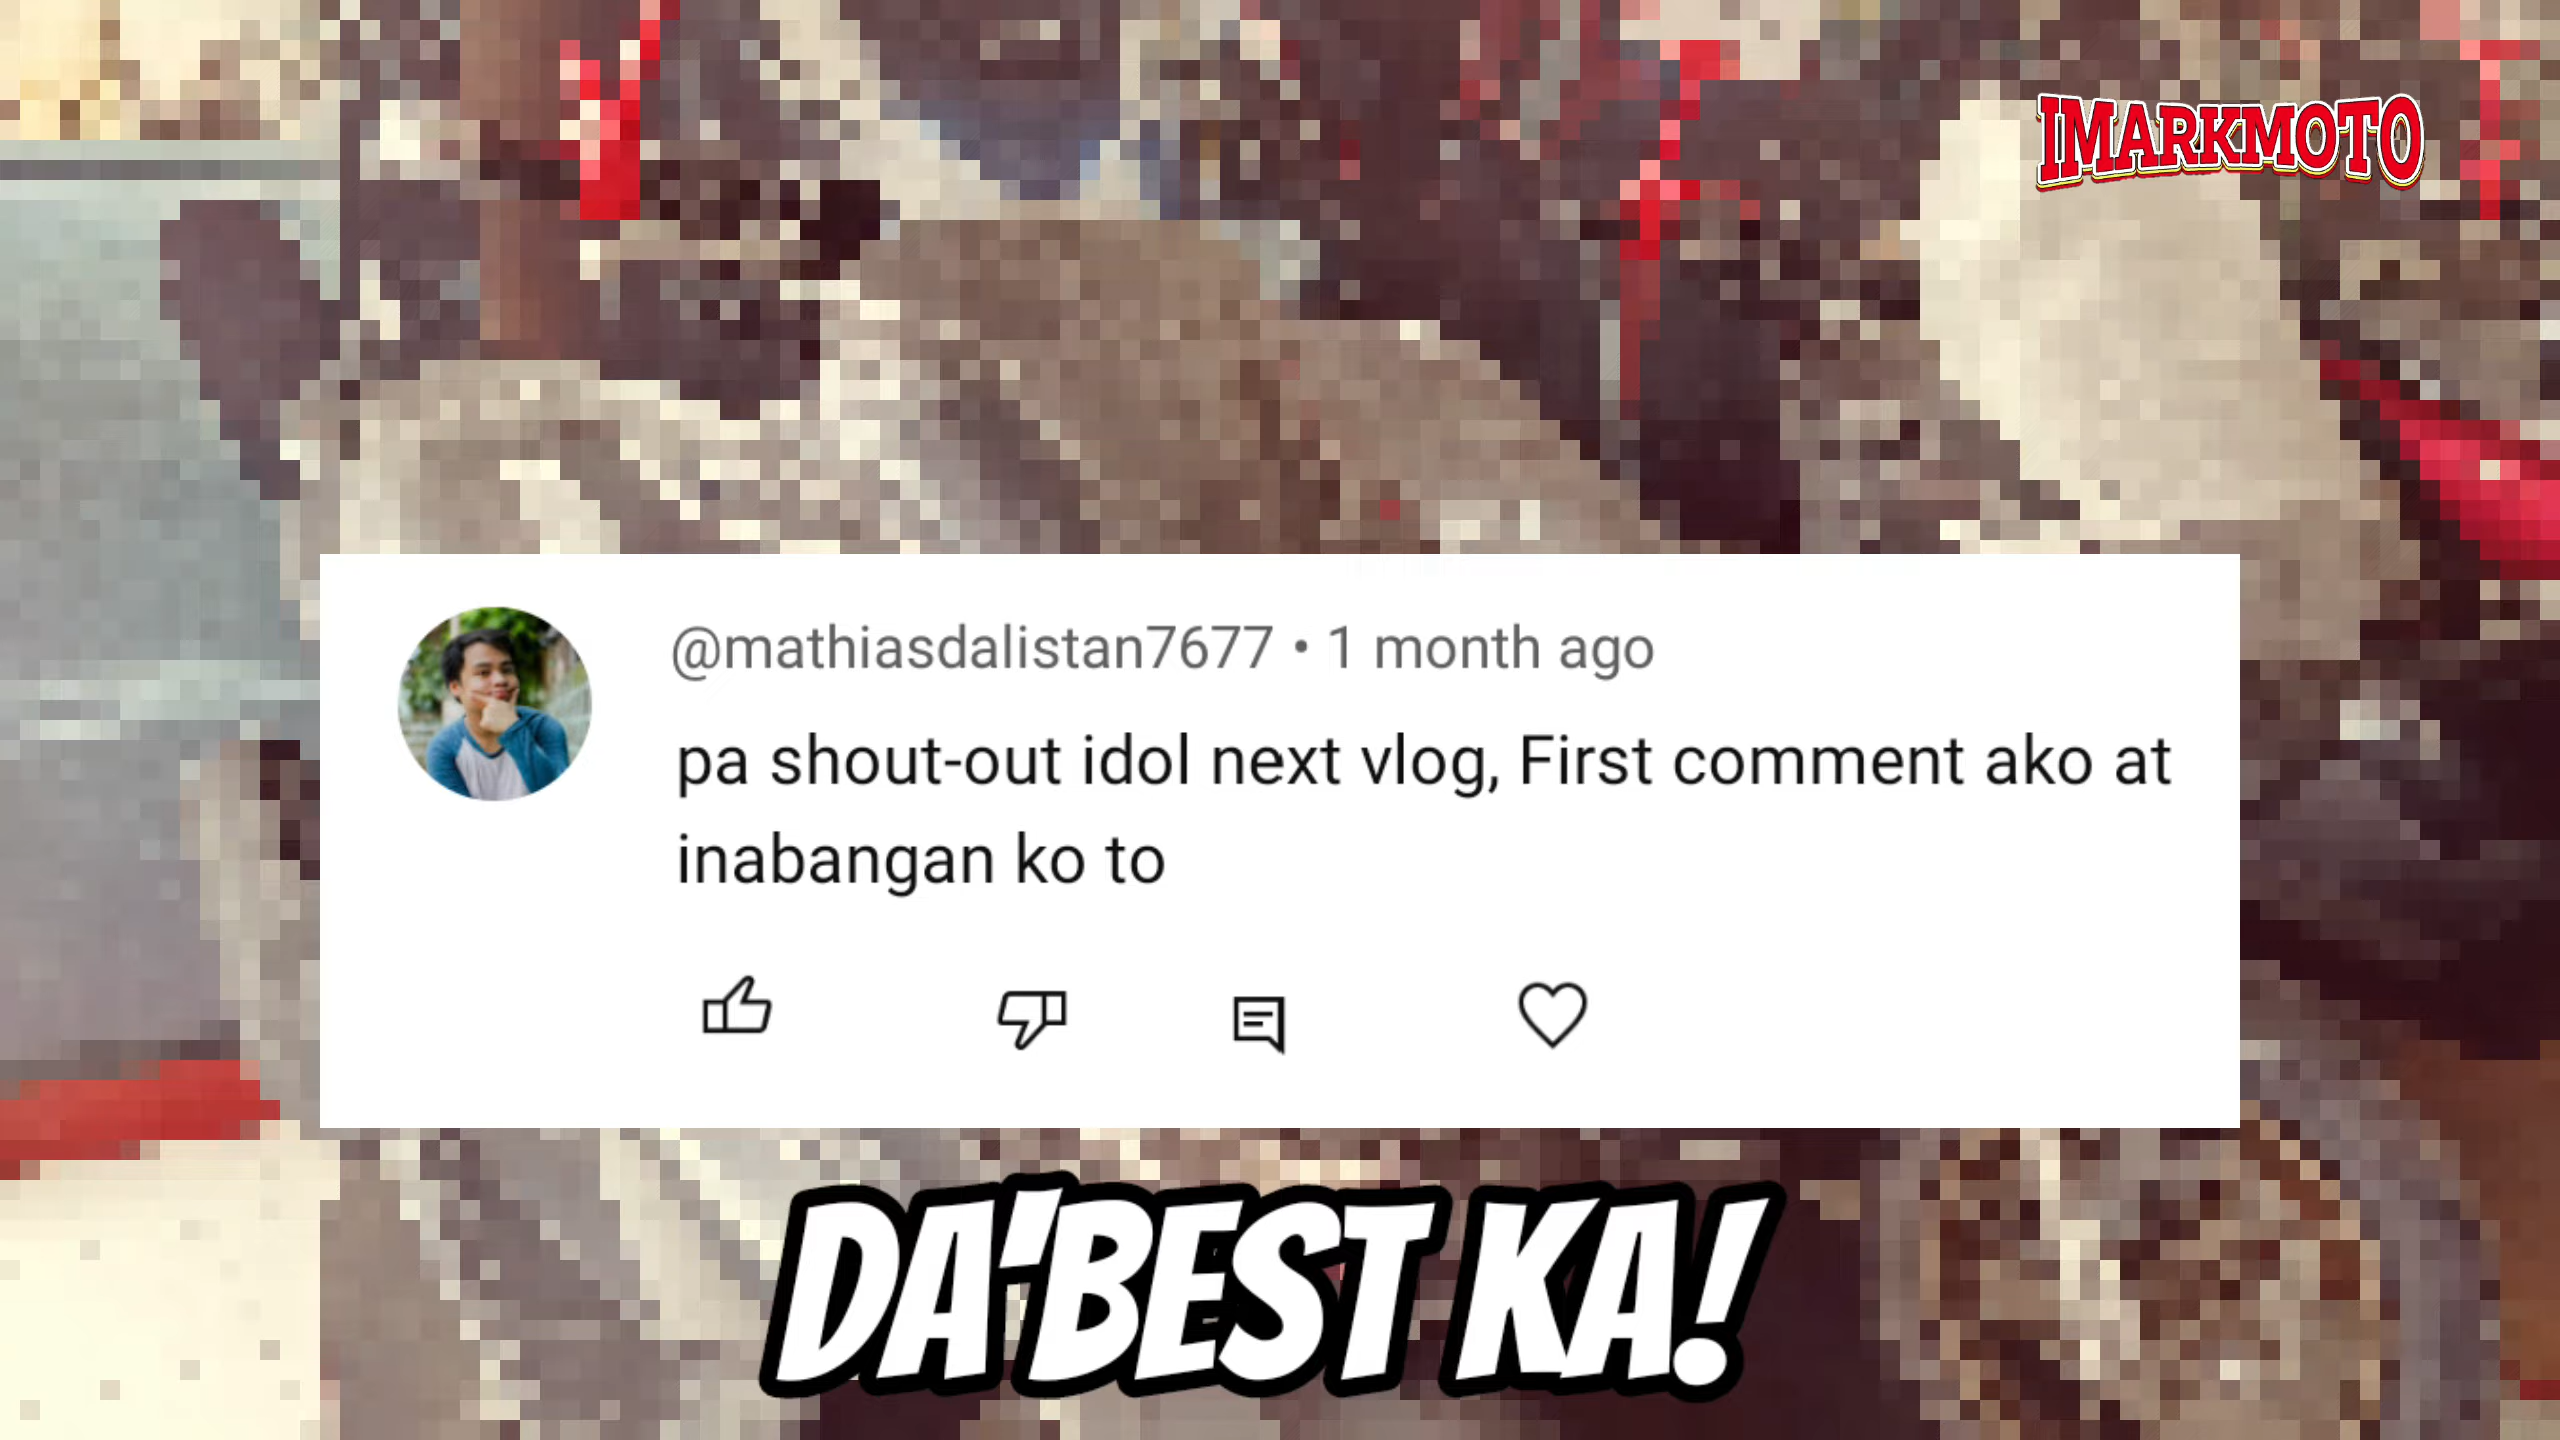 IMARKMOTO
@mathiasdalistan7677 • 1 month ago
pa shout-out idol next vlog, First comment ako at
inabangan ko to
DA'BEST KA!